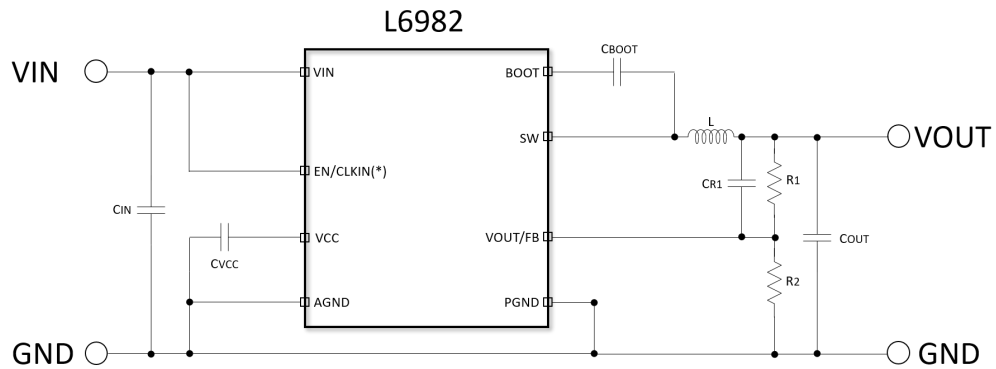 L6982
CBOOT
VIN
VIN
BOOT
L
SW
VOUT
EN/CLKIN(*)
CR1
R1
CIN
VCC
VOUT/FB
COUT
CVCC
R2
AGND
PGND
GND
GND